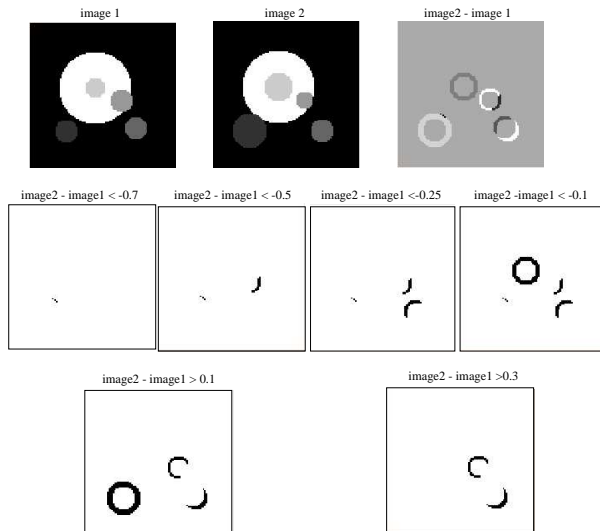 image 1
image 2
image2 - image 1
image2 - image1 < -0.7
image2 - image1 < -0.5
image2 - image1 <-0.25
image2 -image1 < -0.1
image2 - image1 > 0.1
image2 - image1 >0.3